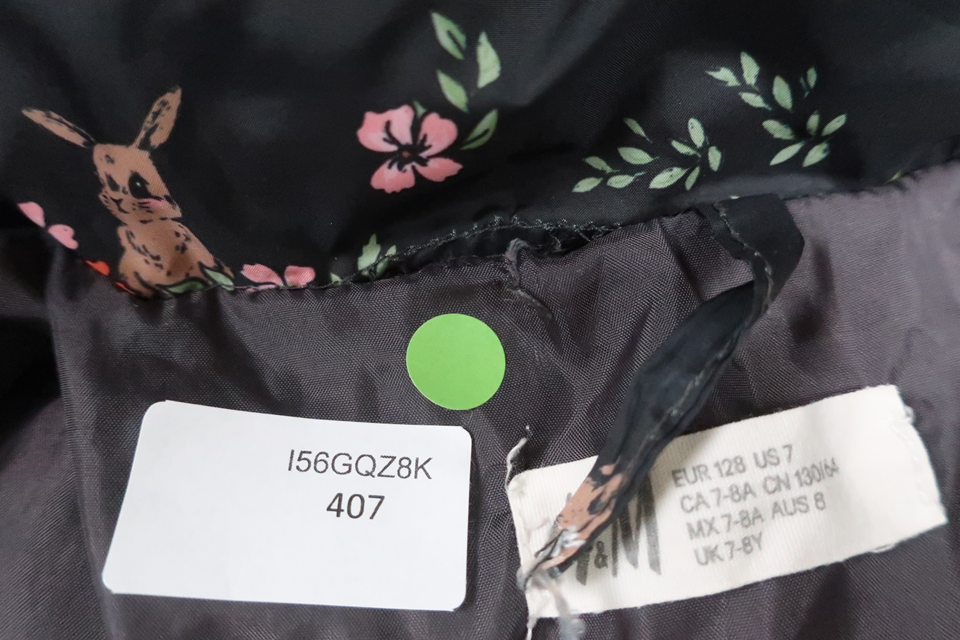 I56GQZ8K
407
H&M
EUR 128 US 7
CA 7-8A CN 130/64
MX 7-8A AUS 8
UK 7-8Y